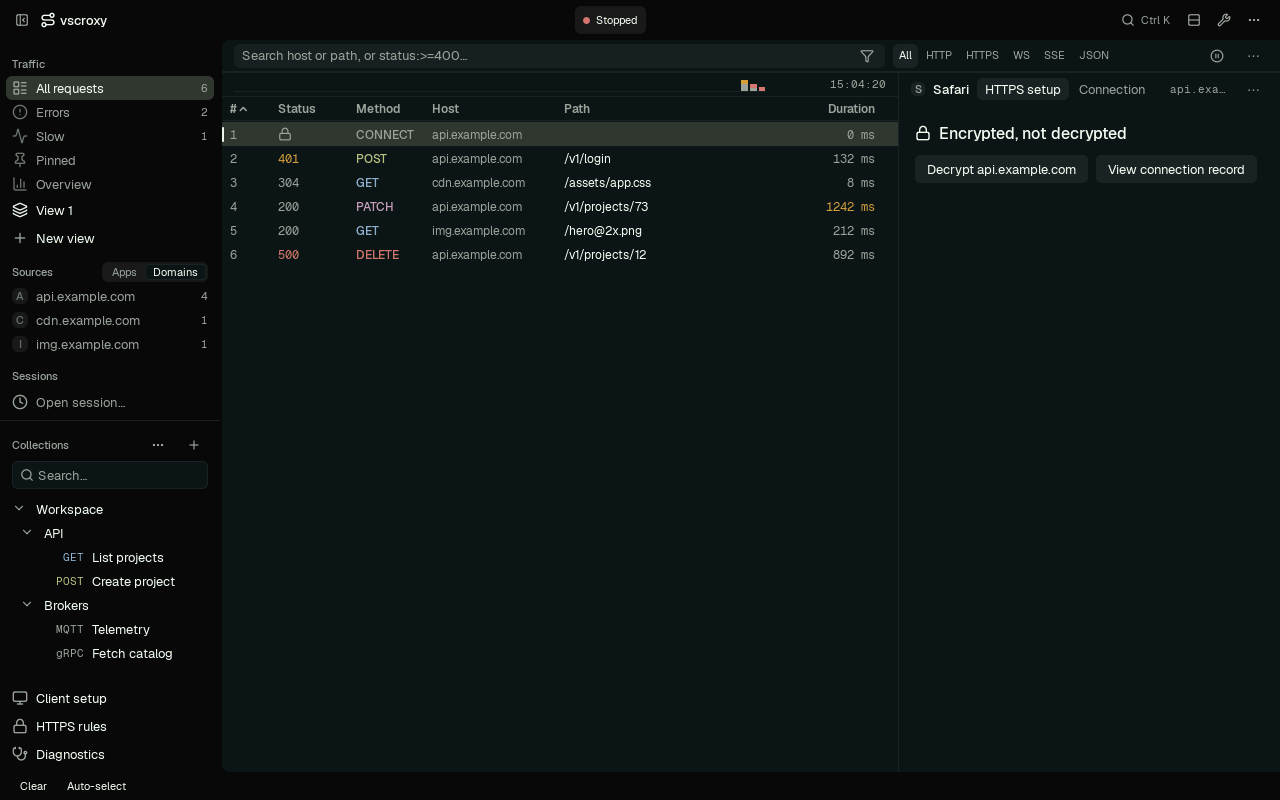 vscroxy
Stopped
Ctrl K
Traffic
All requests 6
Errors 2
Slow 1
Pinned
Overview
View 1
New view
Sources Apps Domains
A api.example.com 4
C cdn.example.com 1
I img.example.com 1
Sessions
Open session…
Collections
Search…
Workspace
API
GET List projects
POST Create project
Brokers
MQTT Telemetry
gRPC Fetch catalog
Client setup
HTTPS rules
Diagnostics
Clear Auto-select
Search host or path, or status:>=400…
All HTTP HTTPS WS SSE JSON
15:04:20
# Status Method Host Path Duration
1 CONNECT api.example.com 0 ms
2 401 POST api.example.com /v1/login 132 ms
3 304 GET cdn.example.com /assets/app.css 8 ms
4 200 PATCH api.example.com /v1/projects/73 1242 ms
5 200 GET img.example.com /hero@2x.png 212 ms
6 500 DELETE api.example.com /v1/projects/12 892 ms
S Safari HTTPS setup Connection api.exa…
Encrypted, not decrypted
Decrypt api.example.com View connection record